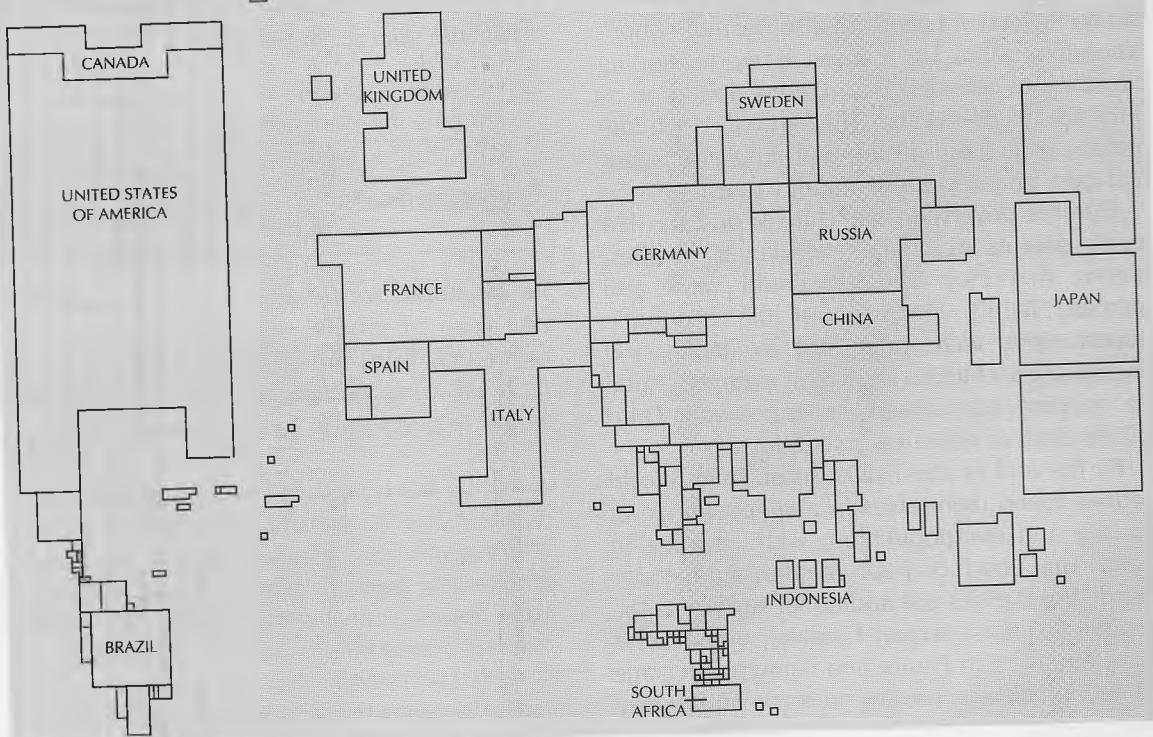 CANADA
UNITED STATES
OF AMERICA
BRAZIL
UNITED
KINGDOM
SWEDEN
FRANCE
GERMANY
RUSSIA
CHINA
JAPAN
SPAIN
ITALY
INDONESIA
SOUTH
AFRICA